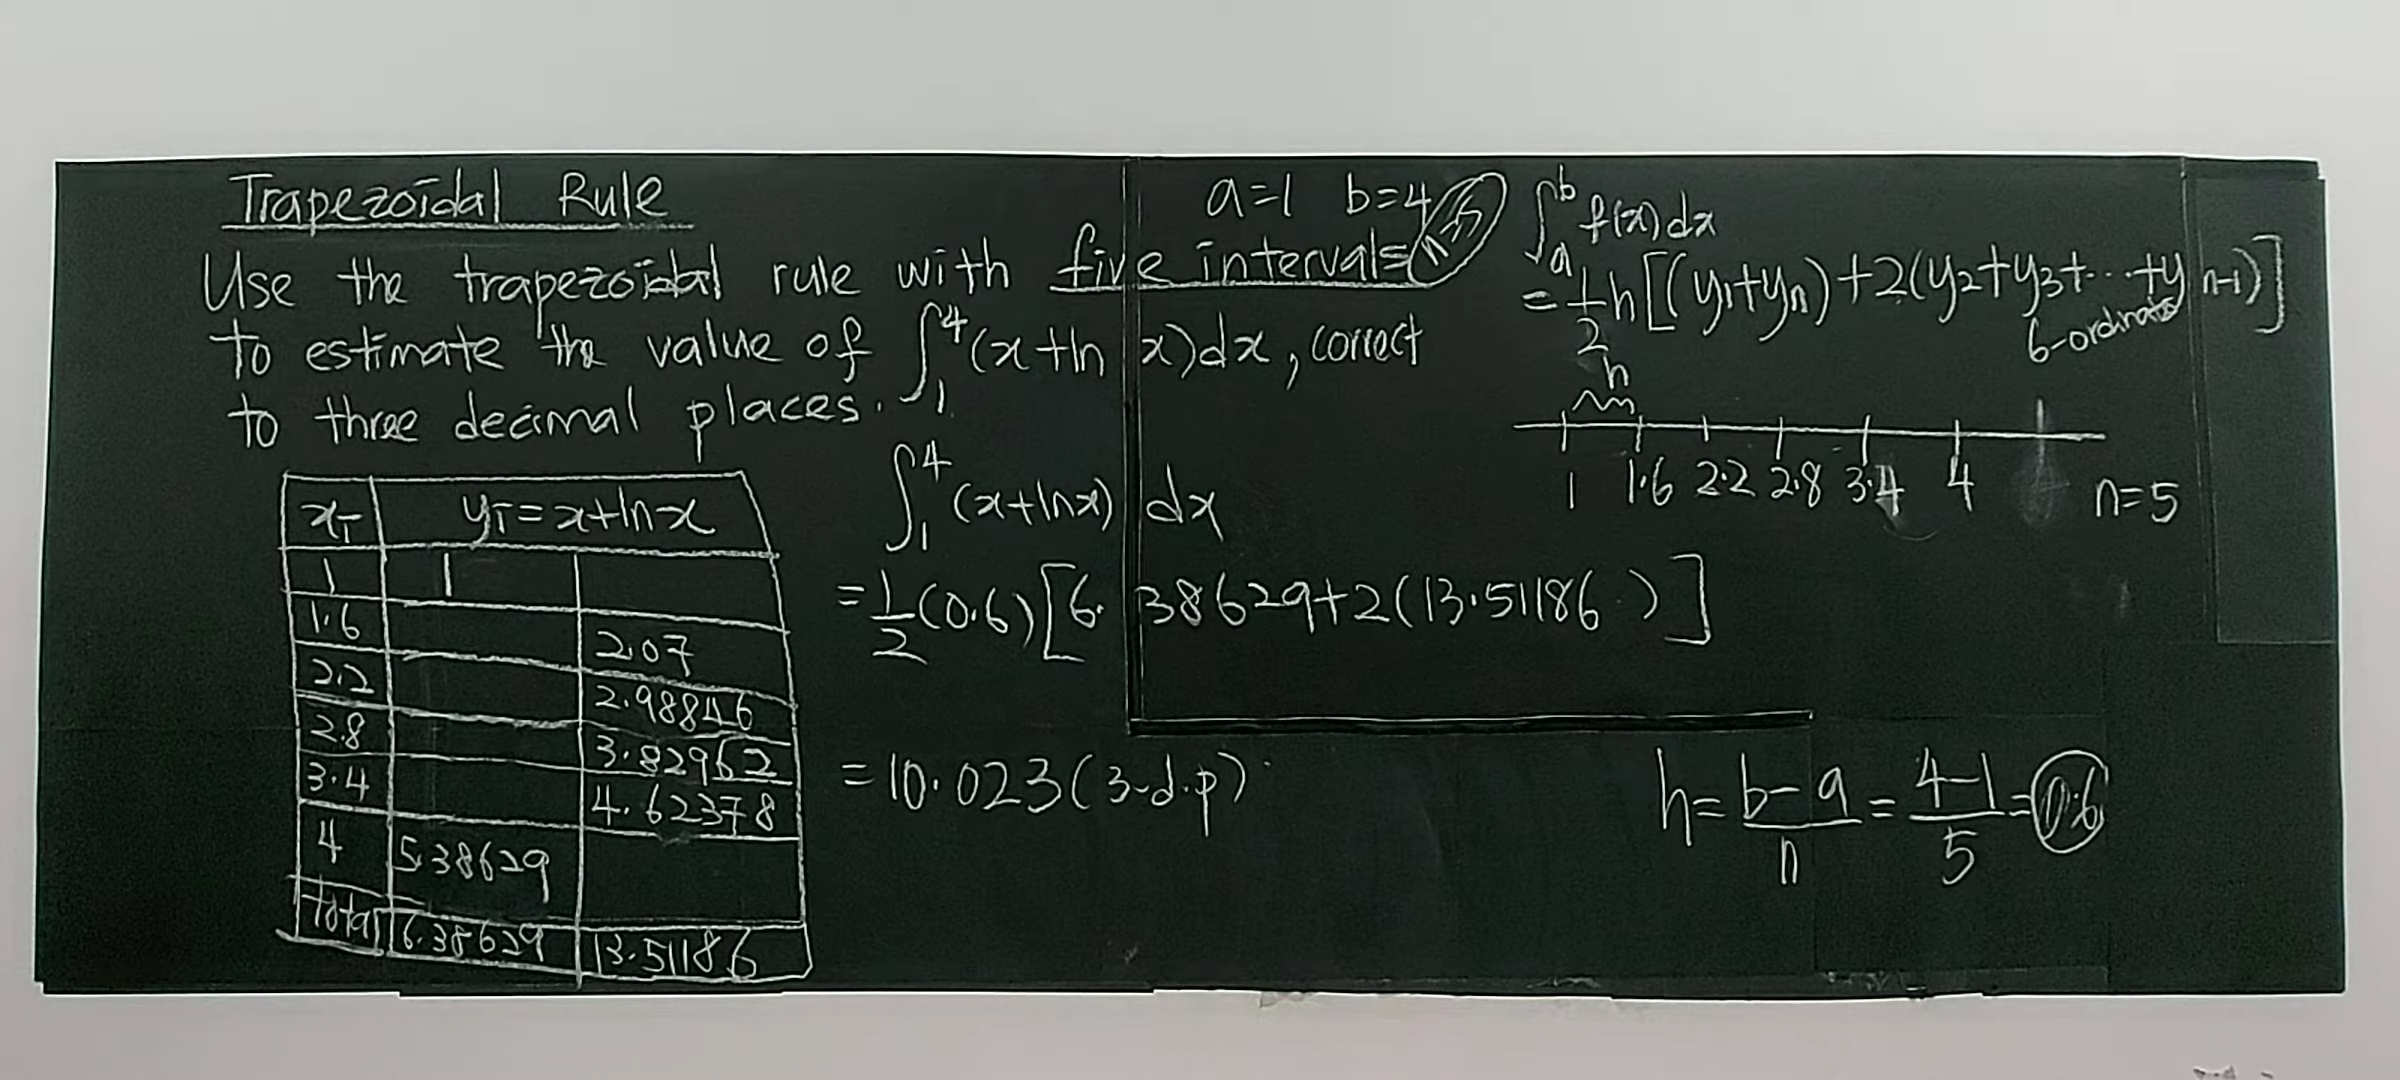 Trapezoidal Rule
Use the trapezoidal rule with five intervals n=5
to estimate the value of ∫₁⁴(x+ln x)dx, correct
to three decimal places.
a=1 b=4
∫ₐᵇ f(x)dx
=½h[(y₁+yₙ)+2(y₂+y₃+...+yₙ₋₁)]
6-ordinates
h
1 1.6 2.2 2.8 3.4 4 n=5
x_T y_T=x+ln x
1 1
1.6 2.07
2.2 2.98846
2.8 3.82962
3.4 4.62378
4 5.38629
total 6.38629 13.51186
∫₁⁴(x+lnx) dx
=½(0.6)[6.38629+2(13.51186)]
=10.023(3-d.p)
h=(b-a)/n=(4-1)/5=0.6